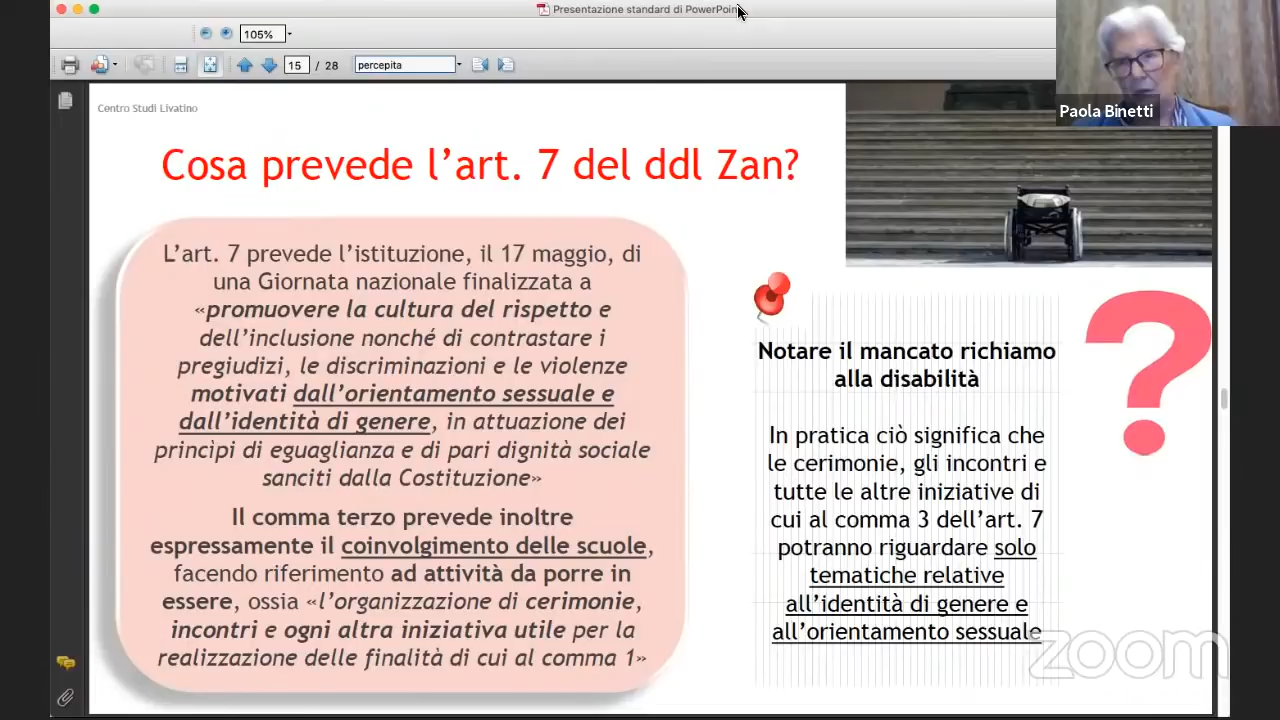 Presentazione standard di PowerPoin
105%
15 / 28
percepita
Paola Binetti
Centro Studi Livatino
Cosa prevede l’art. 7 del ddl Zan?
L’art. 7 prevede l’istituzione, il 17 maggio, di
una Giornata nazionale finalizzata a
«promuovere la cultura del rispetto e
dell’inclusione nonché di contrastare i
pregiudizi, le discriminazioni e le violenze
motivati dall’orientamento sessuale e
dall’identità di genere, in attuazione dei
princìpi di eguaglianza e di pari dignità sociale
sanciti dalla Costituzione»
Il comma terzo prevede inoltre
espressamente il coinvolgimento delle scuole,
facendo riferimento ad attività da porre in
essere, ossia «l’organizzazione di cerimonie,
incontri e ogni altra iniziativa utile per la
realizzazione delle finalità di cui al comma 1»
Notare il mancato richiamo
alla disabilità
In pratica ciò significa che
le cerimonie, gli incontri e
tutte le altre iniziative di
cui al comma 3 dell’art. 7
potranno riguardare solo
tematiche relative
all’identità di genere e
all’orientamento sessuale
?
zoom